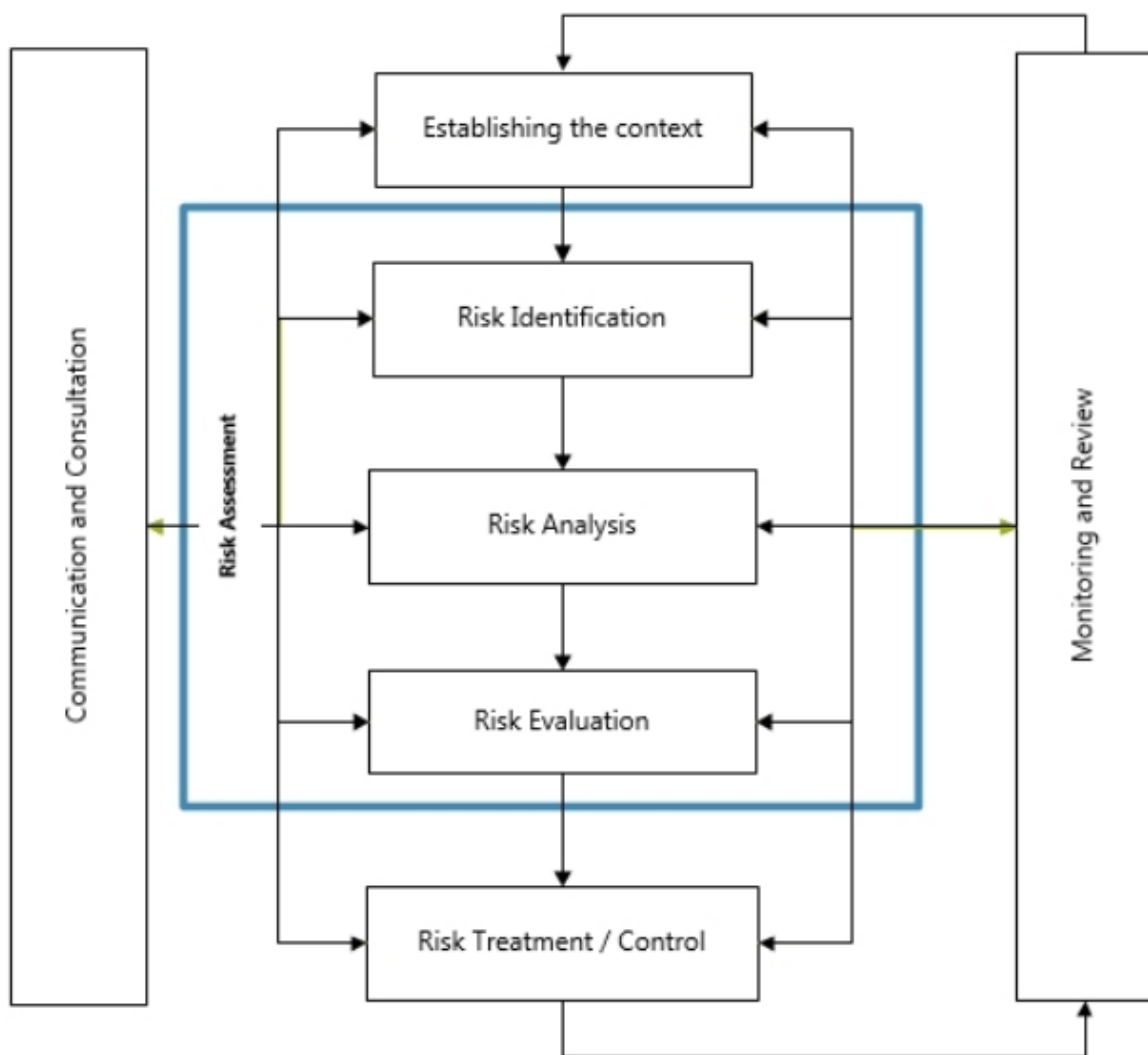 Establishing the context
Risk Identification
Risk Analysis
Risk Evaluation
Risk Treatment / Control
Communication and Consultation
Risk Assessment
Monitoring and Review